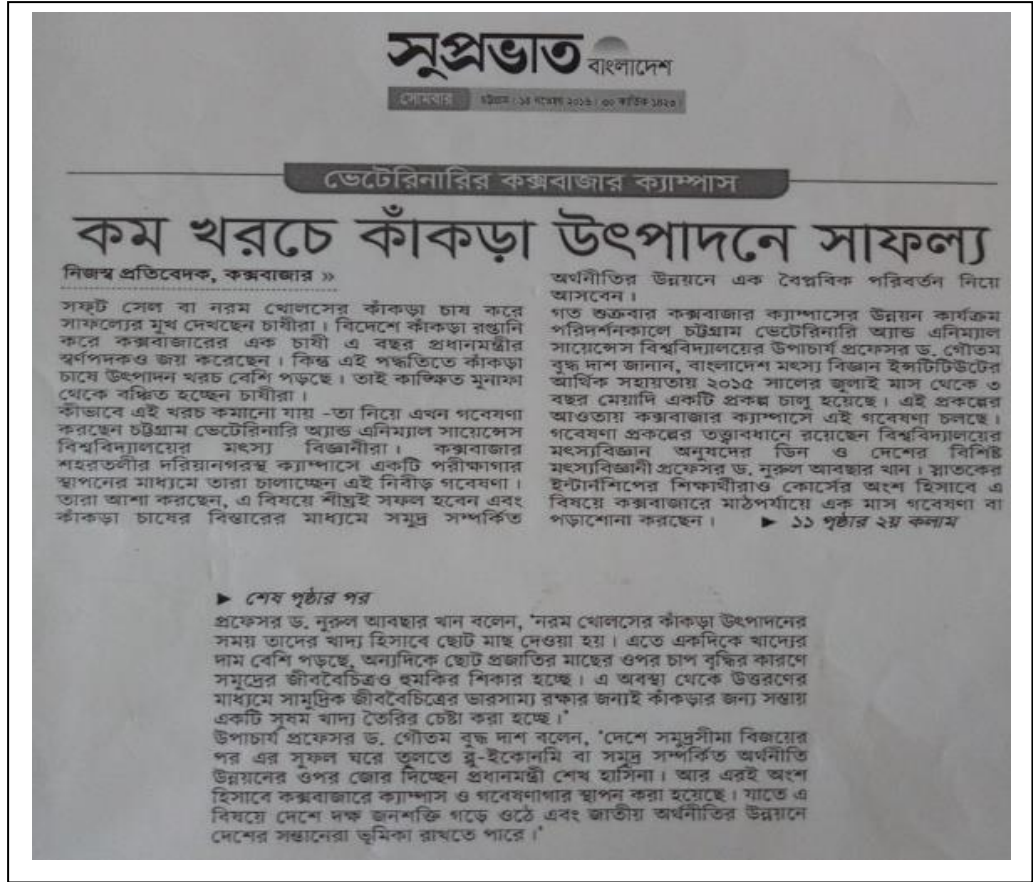 সুপ্রভাত
বাংলাদেশ
সোমবার
চট্টগ্রাম : ১৪ নভেম্বর ২০১৬ । ৩০ কার্তিক ১৪২৩ ।
ভেটেরিনারির কক্সবাজার ক্যাম্পাস
কম খরচে কাঁকড়া উৎপাদনে সাফল্য
নিজস্ব প্রতিবেদক, কক্সবাজার »
সফ্ট সেল বা নরম খোলসের কাঁকড়া চাষ করে
সাফল্যের মুখ দেখছেন চাষীরা । বিদেশে কাঁকড়া রপ্তানি
করে কক্সবাজারের এক চাষী এ বছর প্রধানমন্ত্রীর
স্বর্ণপদকও জয় করেছেন । কিন্তু এই পদ্ধতিতে কাঁকড়া
চাষে উৎপাদন খরচ বেশি পড়ছে । তাই কাঙ্ক্ষিত মুনাফা
থেকে বঞ্চিত হচ্ছেন চাষীরা ।
কীভাবে এই খরচ কমানো যায় -তা নিয়ে এখন গবেষণা
করছেন চট্টগ্রাম ভেটেরিনারি অ্যান্ড এনিম্যাল সায়েন্সেস
বিশ্ববিদ্যালয়ের মৎস্য বিজ্ঞানীরা । কক্সবাজার
শহরতলীর দরিয়ানগরস্থ ক্যাম্পাসে একটি পরীক্ষাগার
স্থাপনের মাধ্যমে তারা চালাচ্ছেন এই নিবীড় গবেষণা ।
তারা আশা করছেন, এ বিষয়ে শীঘ্রই সফল হবেন এবং
কাঁকড়া চাষের বিস্তারের মাধ্যমে সমুদ্র সম্পর্কিত
অর্থনীতির উন্নয়নে এক বৈপ্লবিক পরিবর্তন নিয়ে
আসবেন ।
গত শুক্রবার কক্সবাজার ক্যাম্পাসের উন্নয়ন কার্যক্রম
পরিদর্শনকালে চট্টগ্রাম ভেটেরিনারি অ্যান্ড এনিম্যাল
সায়েন্সেস বিশ্ববিদ্যালয়ের উপাচার্য প্রফেসর ড. গৌতম
বুদ্ধ দাশ জানান, বাংলাদেশ মৎস্য বিজ্ঞান ইন্সটিটিউটের
আর্থিক সহায়তায় ২০১৫ সালের জুলাই মাস থেকে ৩
বছর মেয়াদি একটি প্রকল্প চালু হয়েছে । এই প্রকল্পের
আওতায় কক্সবাজার ক্যাম্পাসে এই গবেষণা চলছে ।
গবেষণা প্রকল্পের তত্ত্বাবধানে রয়েছেন বিশ্ববিদ্যালয়ের
মৎস্যবিজ্ঞান অনুষদের ডিন ও দেশের বিশিষ্ট
মৎস্যবিজ্ঞানী প্রফেসর ড. নুরুল আবছার খান । স্নাতকের
ইন্টার্নশিপের শিক্ষার্থীরাও কোর্সের অংশ হিসাবে এ
বিষয়ে কক্সবাজারে মাঠপর্যায়ে এক মাস গবেষণা বা
পড়াশোনা করছেন । ► ১১ পৃষ্ঠার ২য় কলাম
► শেষ পৃষ্ঠার পর
প্রফেসর ড. নুরুল আবছার খান বলেন, 'নরম খোলসের কাঁকড়া উৎপাদনের
সময় তাদের খাদ্য হিসাবে ছোট মাছ দেওয়া হয় । এতে একদিকে খাদ্যের
দাম বেশি পড়ছে, অন্যদিকে ছোট প্রজাতির মাছের ওপর চাপ বৃদ্ধির কারণে
সমুদ্রের জীববৈচিত্রও হুমকির শিকার হচ্ছে । এ অবস্থা থেকে উত্তরণের
মাধ্যমে সামুদ্রিক জীববৈচিত্রের ভারসাম্য রক্ষার জন্যই কাঁকড়ার জন্য সস্তায়
একটি সুষম খাদ্য তৈরির চেষ্টা করা হচ্ছে ।'
উপাচার্য প্রফেসর ড. গৌতম বুদ্ধ দাশ বলেন, 'দেশে সমুদ্রসীমা বিজয়ের
পর এর সুফল ঘরে তুলতে ব্লু-ইকোনমি বা সমুদ্র সম্পর্কিত অর্থনীতি
উন্নয়নের ওপর জোর দিচ্ছেন প্রধানমন্ত্রী শেখ হাসিনা । আর এরই অংশ
হিসাবে কক্সবাজারে ক্যাম্পাস ও গবেষণাগার স্থাপন করা হয়েছে । যাতে এ
বিষয়ে দেশে দক্ষ জনশক্তি গড়ে ওঠে এবং জাতীয় অর্থনীতির উন্নয়নে
দেশের সন্তানেরা ভূমিকা রাখতে পারে ।'